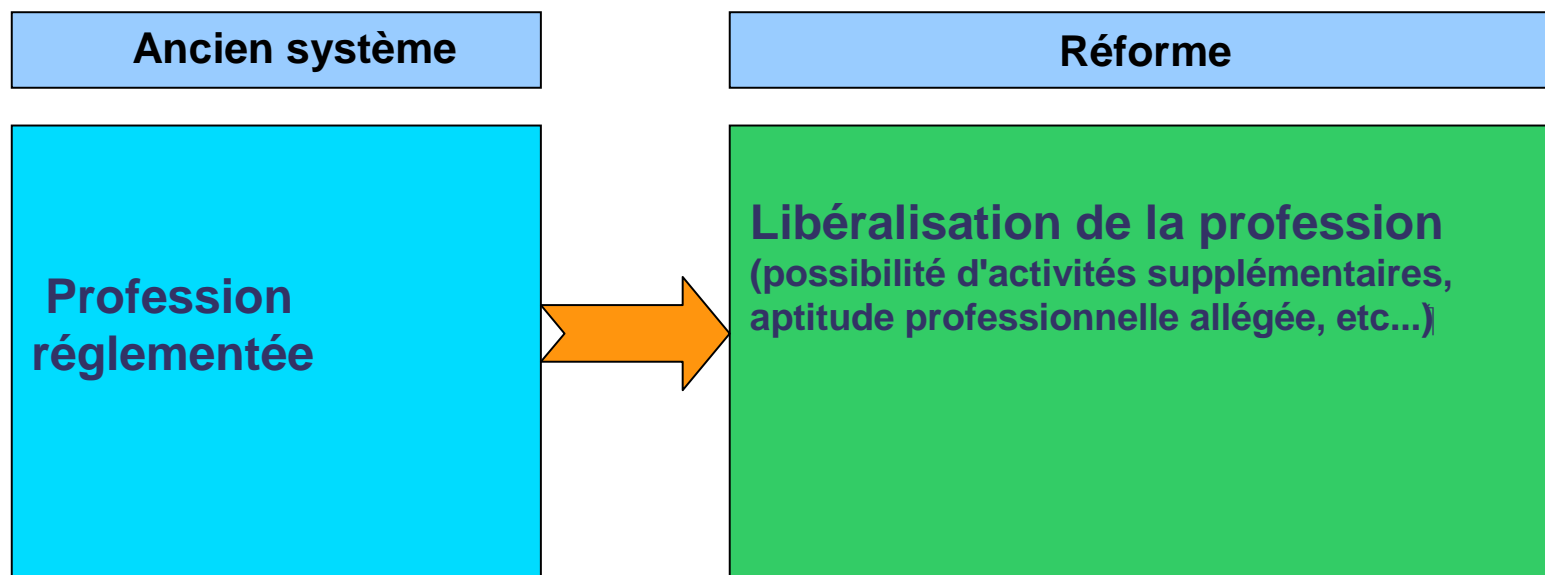 Ancien système
Réforme
Profession
réglementée
Libéralisation de la profession
(possibilité d'activités supplémentaires,
aptitude professionnelle allégée, etc...)